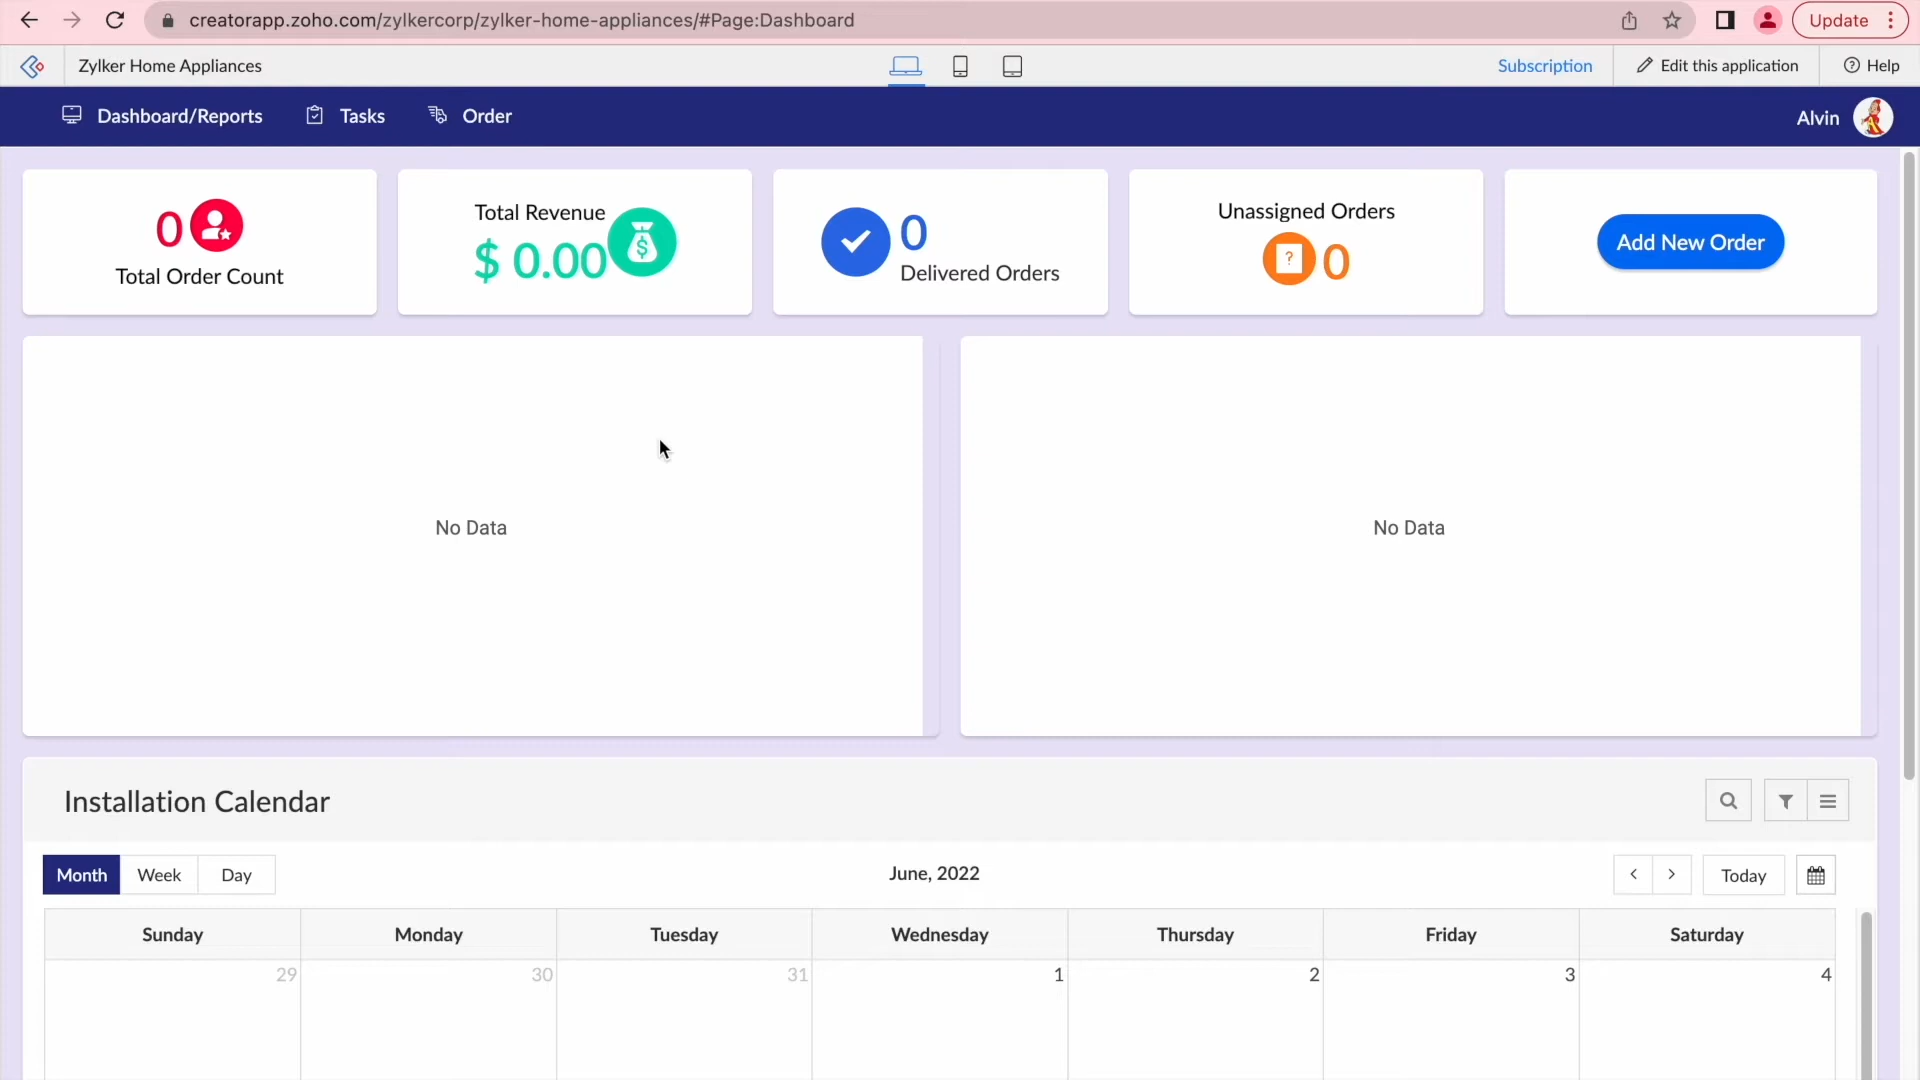 creatorapp.zoho.com/zylkercorp/zylker-home-appliances/#Page:Dashboard
Update
Zylker Home Appliances
Subscription
Edit this application
? Help
Dashboard/Reports
Tasks
Order
Alvin
0
Total Order Count
Total Revenue
$ 0.00
$
0
Delivered Orders
Unassigned Orders
?
0
Add New Order
No Data
No Data
Installation Calendar
Month
Week
Day
June, 2022
<
>
Today
Sunday
Monday
Tuesday
Wednesday
Thursday
Friday
Saturday
29
30
31
1
2
3
4